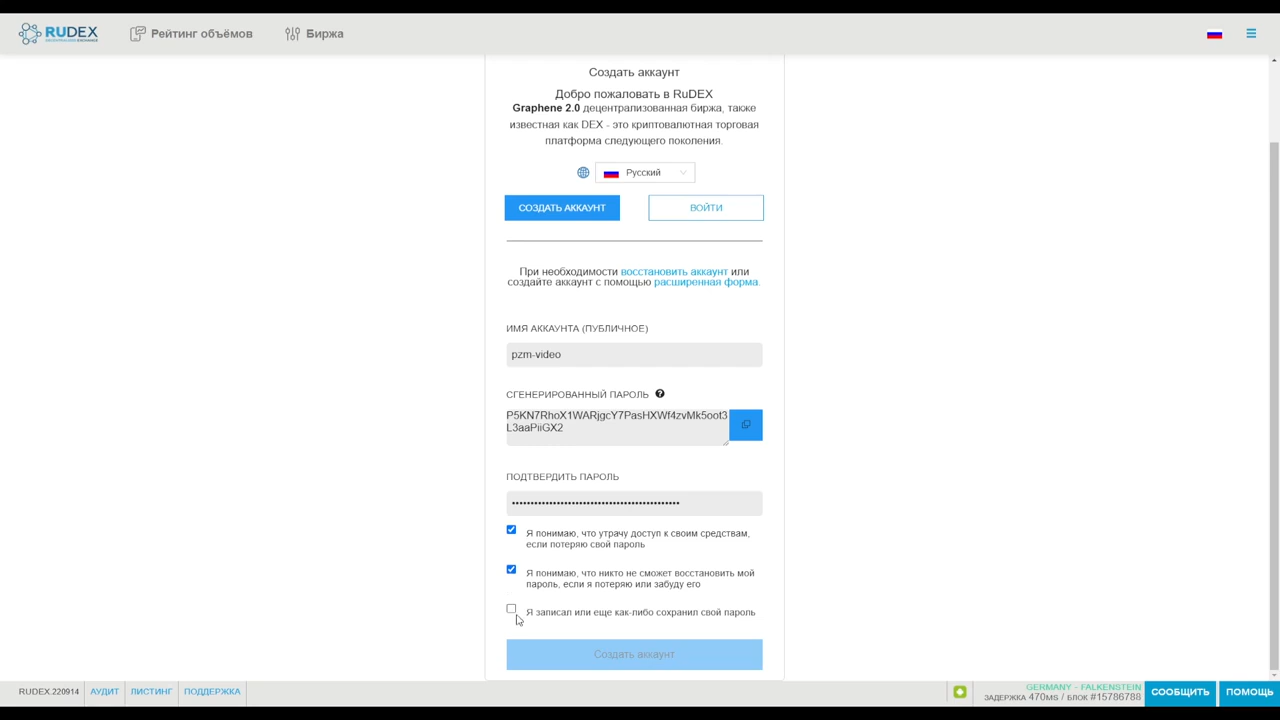 RUDEX
DECENTRALIZED EXCHANGE
Рейтинг объёмов
Биржа
Создать аккаунт
Добро пожаловать в RuDEX
Graphene 2.0 децентрализованная биржа, также
известная как DEX - это криптовалютная торговая
платформа следующего поколения.
Русский
СОЗДАТЬ АККАУНТ
ВОЙТИ
При необходимости восстановить аккаунт или
создайте аккаунт с помощью расширенная форма.
ИМЯ АККАУНТА (ПУБЛИЧНОЕ)
pzm-video
СГЕНЕРИРОВАННЫЙ ПАРОЛЬ
P5KN7RhoX1WARjgcY7PasHXWf4zvMk5oot3
L3aaPiiGX2
ПОДТВЕРДИТЬ ПАРОЛЬ
Я понимаю, что утрачу доступ к своим средствам,
если потеряю свой пароль
Я понимаю, что никто не сможет восстановить мой
пароль, если я потеряю или забуду его
Я записал или еще как-либо сохранил свой пароль
Создать аккаунт
RUDEX.220914
АУДИТ
ЛИСТИНГ
ПОДДЕРЖКА
GERMANY - FALKENSTEIN
ЗАДЕРЖКА 470MS / БЛОК #15786788
СООБЩИТЬ
ПОМОЩЬ